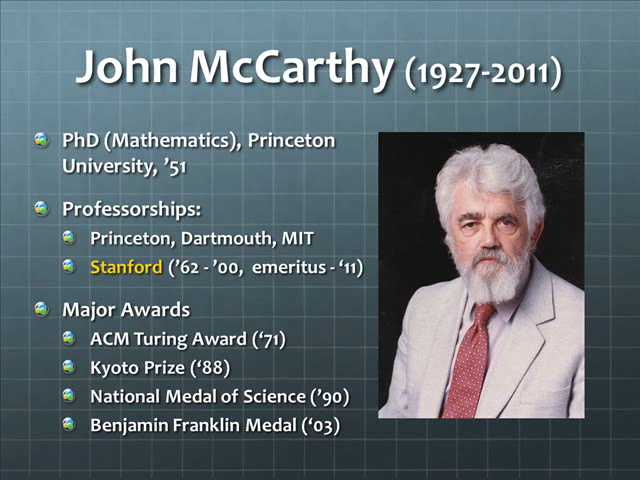 John McCarthy (1927-2011)
PhD (Mathematics), Princeton
University, ’51
Professorships:
Princeton, Dartmouth, MIT
Stanford (’62 - ’00, emeritus - ‘11)
Major Awards
ACM Turing Award (‘71)
Kyoto Prize (‘88)
National Medal of Science (’90)
Benjamin Franklin Medal (‘03)